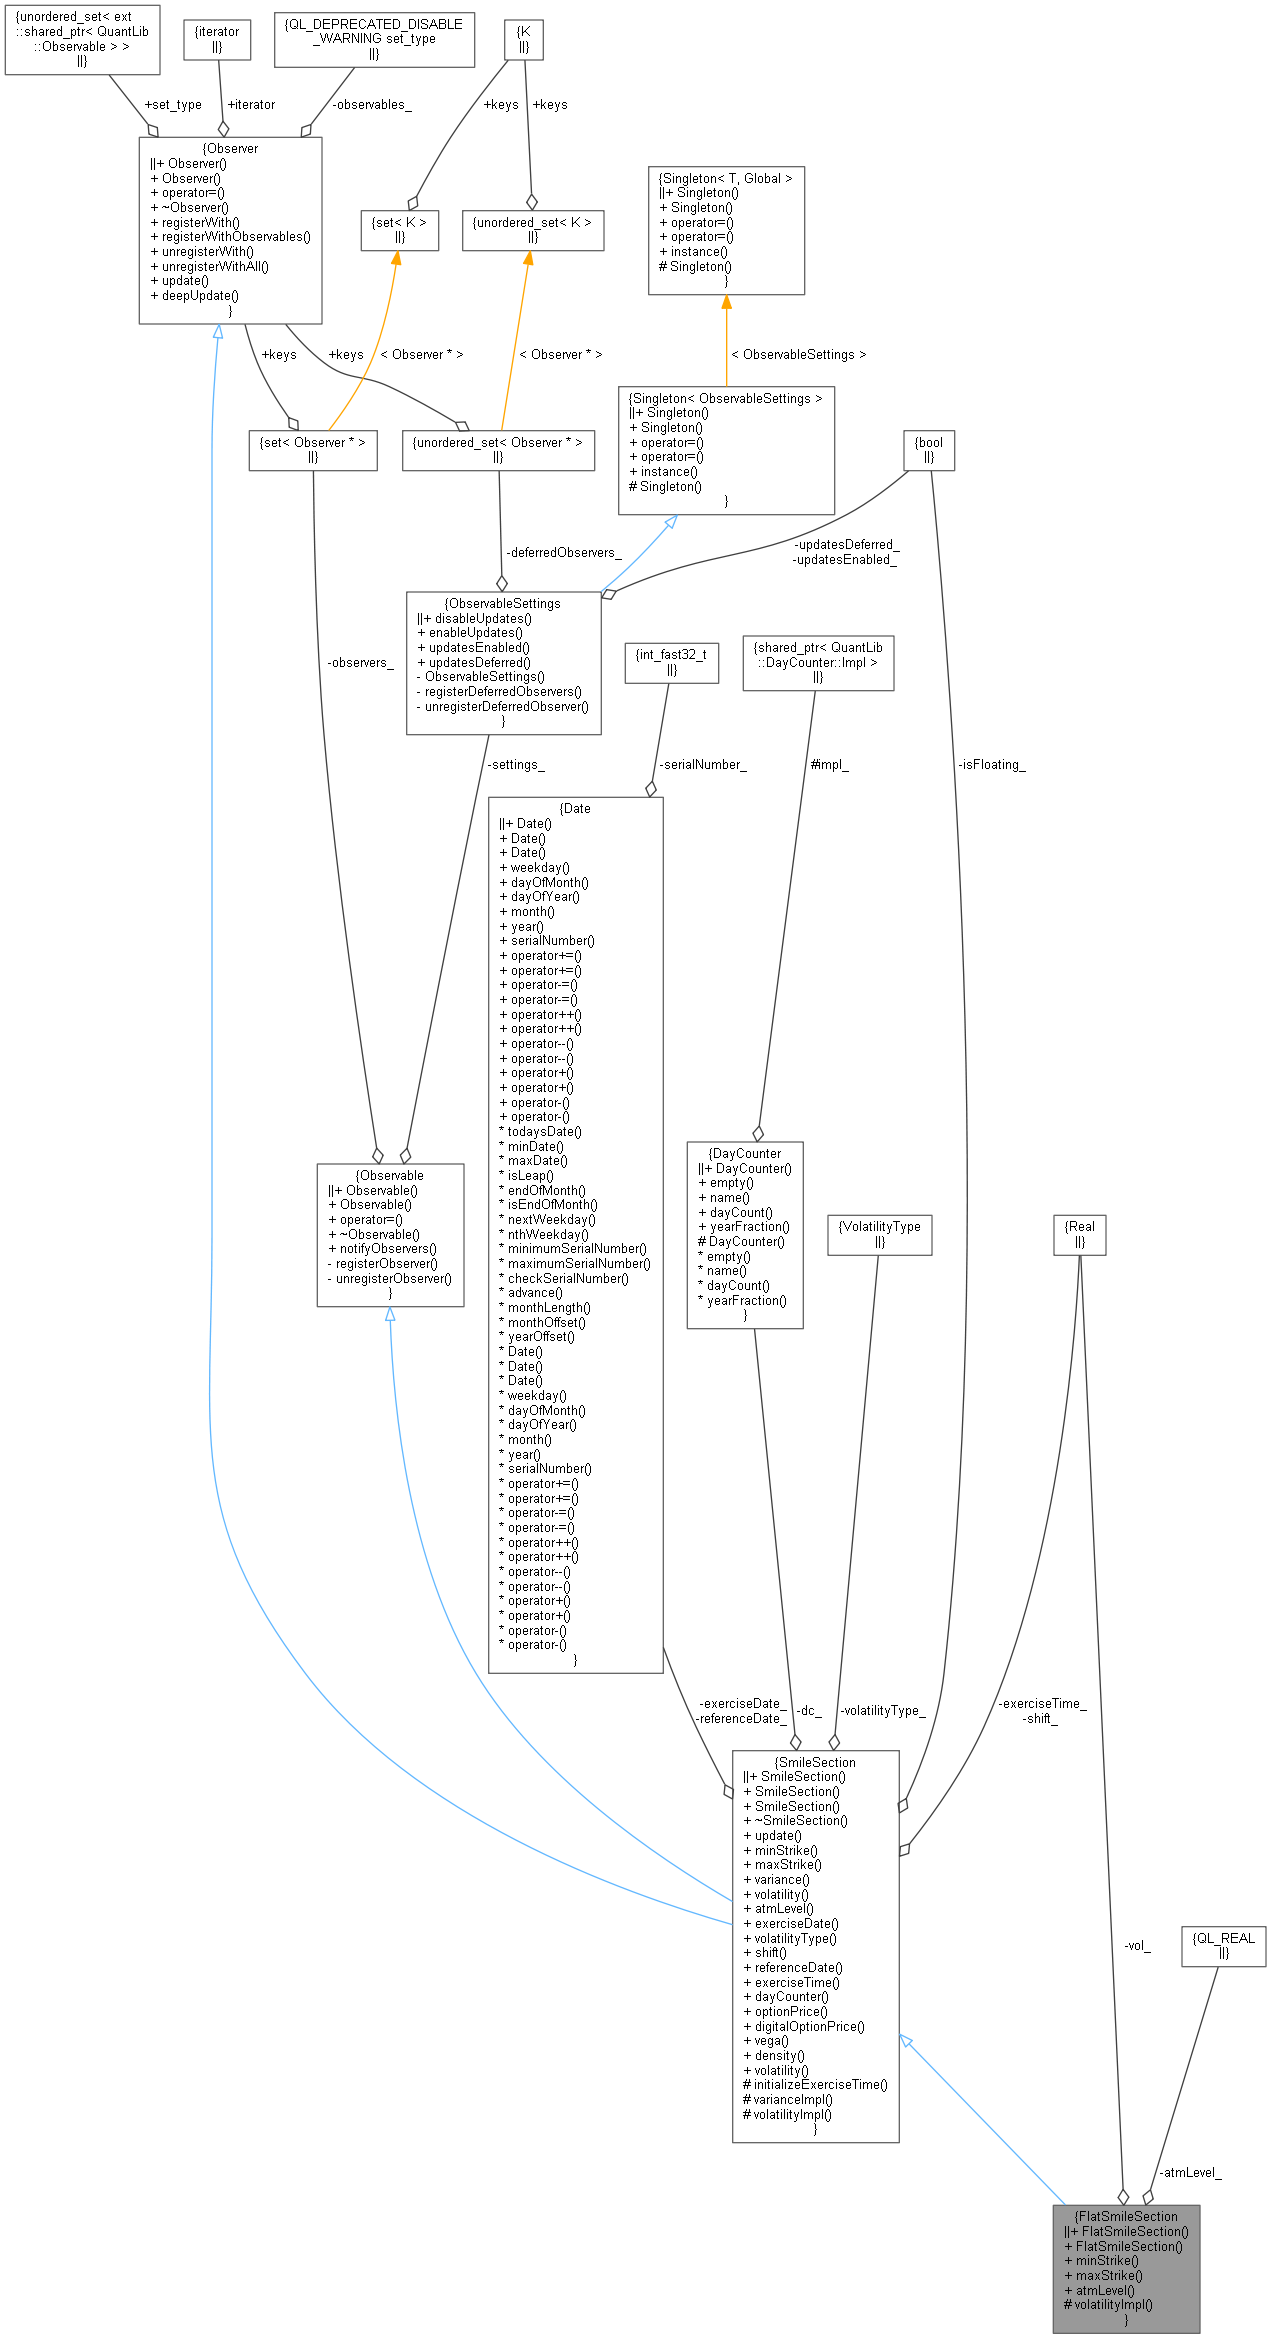 {unordered_set< ext
::shared_ptr< QuantLib
::Observable > >
||}
{iterator
||}
{QL_DEPRECATED_DISABLE
_WARNING set_type
||}
{K
||}
+set_type
+iterator
-observables_
+keys
+keys
{Observer
||+ Observer()
+ Observer()
+ operator=()
+ ~Observer()
+ registerWith()
+ registerWithObservables()
+ unregisterWith()
+ unregisterWithAll()
+ update()
+ deepUpdate()
}
{set< K >
||}
{unordered_set< K >
||}
{Singleton< T, Global >
||+ Singleton()
+ Singleton()
+ operator=()
+ operator=()
+ instance()
# Singleton()
}
+keys
+keys
< Observer * >
< Observer * >
< ObservableSettings >
{set< Observer * >
||}
{unordered_set< Observer * >
||}
{Singleton< ObservableSettings >
||+ Singleton()
+ Singleton()
+ operator=()
+ operator=()
+ instance()
# Singleton()
}
{bool
||}
-deferredObservers_
-updatesDeferred_
-updatesEnabled_
{ObservableSettings
||+ disableUpdates()
+ enableUpdates()
+ updatesEnabled()
+ updatesDeferred()
- ObservableSettings()
- registerDeferredObservers()
- unregisterDeferredObserver()
}
-observers_
{int_fast32_t
||}
{shared_ptr< QuantLib
::DayCounter::Impl >
||}
-settings_
-serialNumber_
#impl_
-isFloating_
{Date
||+ Date()
+ Date()
+ Date()
+ weekday()
+ dayOfMonth()
+ dayOfYear()
+ month()
+ year()
+ serialNumber()
+ operator+=()
+ operator+=()
+ operator-=()
+ operator-=()
+ operator++()
+ operator++()
+ operator--()
+ operator--()
+ operator+()
+ operator+()
+ operator-()
+ operator-()
* todaysDate()
* minDate()
* maxDate()
* isLeap()
* endOfMonth()
* isEndOfMonth()
* nextWeekday()
* nthWeekday()
* minimumSerialNumber()
* maximumSerialNumber()
* checkSerialNumber()
* advance()
* monthLength()
* monthOffset()
* yearOffset()
* Date()
* Date()
* Date()
* weekday()
* dayOfMonth()
* dayOfYear()
* month()
* year()
* serialNumber()
* operator+=()
* operator+=()
* operator-=()
* operator-=()
* operator++()
* operator++()
* operator--()
* operator--()
* operator+()
* operator+()
* operator-()
* operator-()
}
{Observable
||+ Observable()
+ Observable()
+ operator=()
+ ~Observable()
+ notifyObservers()
- registerObserver()
- unregisterObserver()
}
{DayCounter
||+ DayCounter()
+ empty()
+ name()
+ dayCount()
+ yearFraction()
# DayCounter()
* empty()
* name()
* dayCount()
* yearFraction()
}
{VolatilityType
||}
{Real
||}
-exerciseDate_
-referenceDate_
-dc_
-volatilityType_
-exerciseTime_
-shift_
{SmileSection
||+ SmileSection()
+ SmileSection()
+ SmileSection()
+ ~SmileSection()
+ update()
+ minStrike()
+ maxStrike()
+ variance()
+ volatility()
+ atmLevel()
+ exerciseDate()
+ volatilityType()
+ shift()
+ referenceDate()
+ exerciseTime()
+ dayCounter()
+ optionPrice()
+ digitalOptionPrice()
+ vega()
+ density()
+ volatility()
# initializeExerciseTime()
# varianceImpl()
# volatilityImpl()
}
-vol_
{QL_REAL
||}
-atmLevel_
{FlatSmileSection
||+ FlatSmileSection()
+ FlatSmileSection()
+ minStrike()
+ maxStrike()
+ atmLevel()
# volatilityImpl()
}